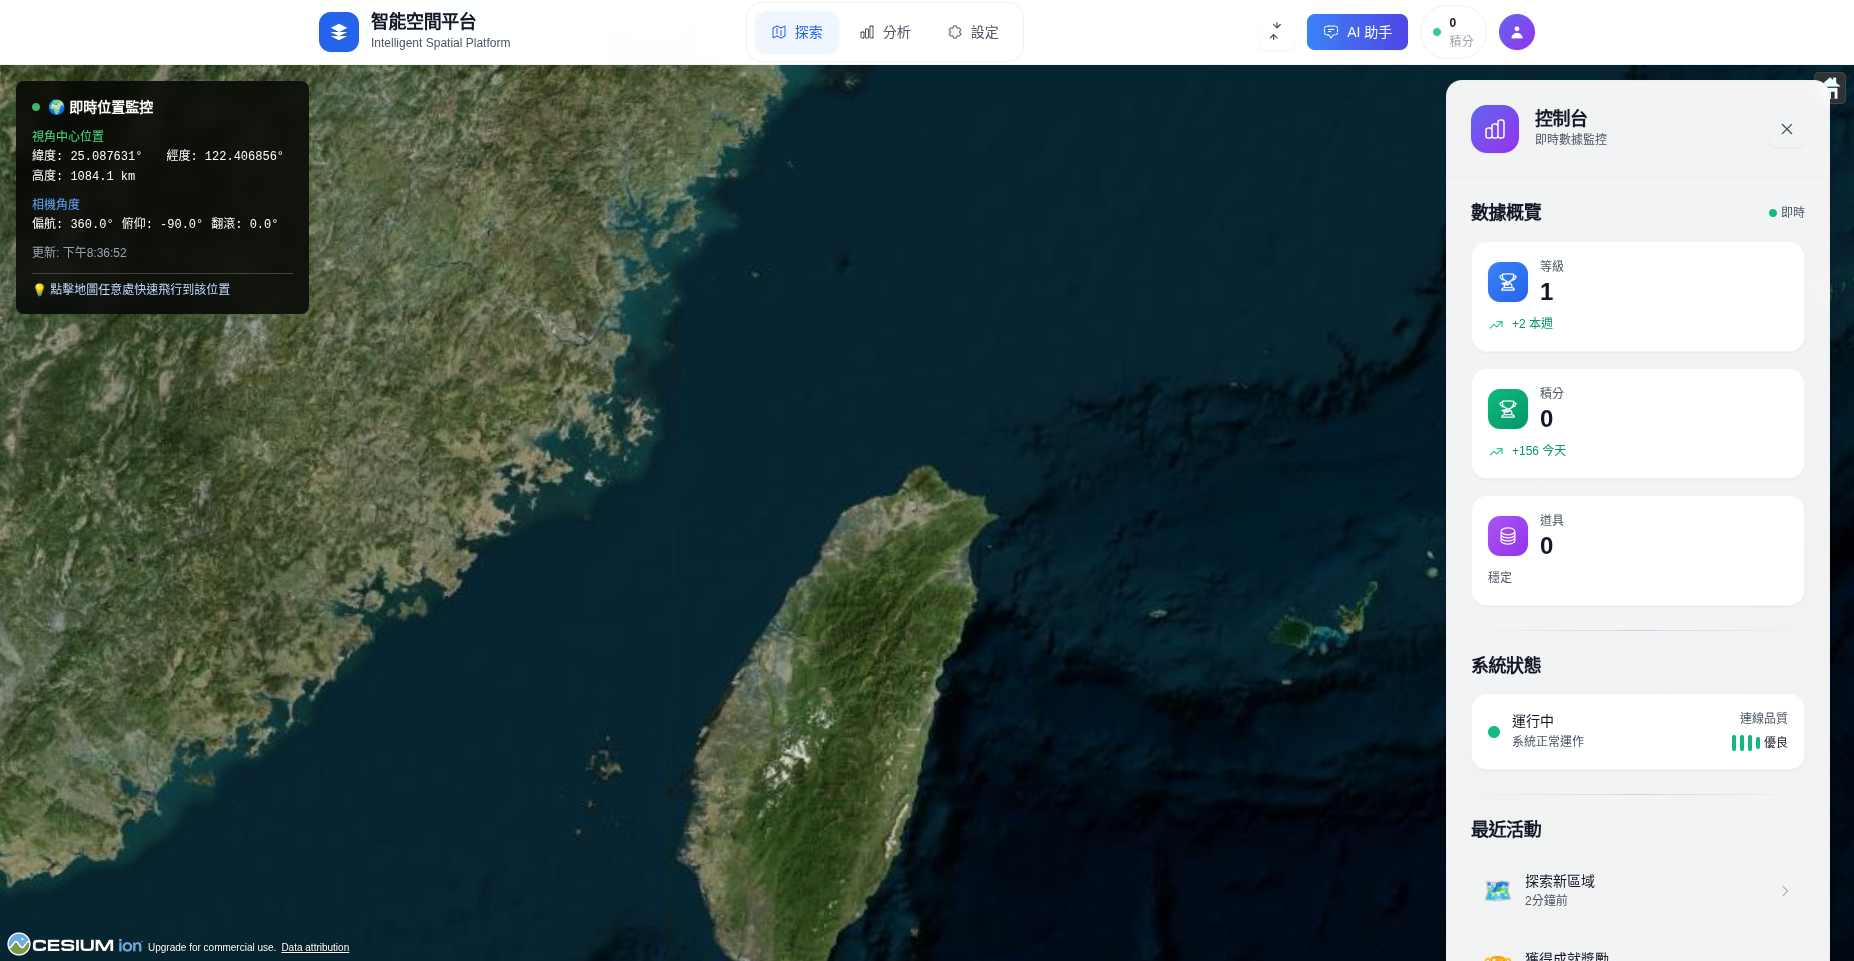 智能空間平台
Intelligent Spatial Platform
探索
分析
設定
AI 助手
0
積分
🌍 即時位置監控
視角中心位置
緯度: 25.087631° 經度: 122.406856°
高度: 1084.1 km
相機角度
偏航: 360.0° 俯仰: -90.0° 翻滾: 0.0°
更新: 下午8:36:52
💡 點擊地圖任意處快速飛行到該位置
控制台
即時數據監控
數據概覽
即時
等級
1
+2 本週
積分
0
+156 今天
道具
0
穩定
系統狀態
運行中
系統正常運作
連線品質
優良
最近活動
探索新區域
2分鐘前
獲得成就獎勵
CESIUM ion
Upgrade for commercial use. Data attribution